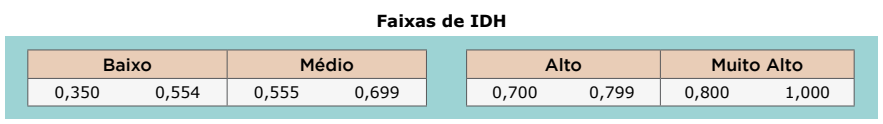 Faixas de IDH
Baixo Médio Alto Muito Alto
0,350 0,554 0,555 0,699 0,700 0,799 0,800 1,000